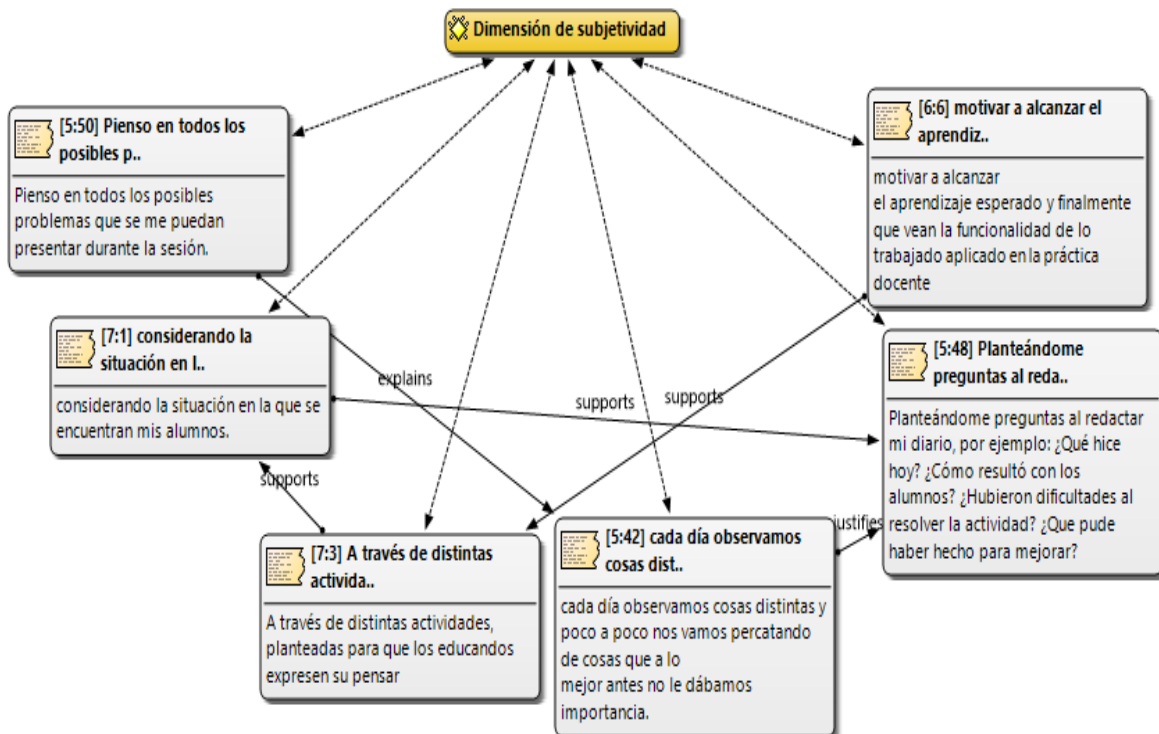 Dimensión de subjetividad
[5:50] Pienso en todos los
posibles p..
Pienso en todos los posibles
problemas que se me puedan
presentar durante la sesión.
[6:6] motivar a alcanzar el
aprendiz..
motivar a alcanzar
el aprendizaje esperado y finalmente
que vean la funcionalidad de lo
trabajado aplicado en la práctica
docente
[7:1] considerando la
situación en l..
considerando la situación en la que se
encuentran mis alumnos.
explains
supports
supports
[5:48] Planteándome
preguntas al reda..
Planteándome preguntas al redactar
mi diario, por ejemplo: ¿Qué hice
hoy? ¿Cómo resultó con los
alumnos? ¿Hubieron dificultades al
resolver la actividad? ¿Que pude
haber hecho para mejorar?
supports
[7:3] A través de distintas
activida..
A través de distintas actividades,
planteadas para que los educandos
expresen su pensar
[5:42] cada día observamos
cosas dist..
cada día observamos cosas distintas y
poco a poco nos vamos percatando
de cosas que a lo
mejor antes no le dábamos
importancia.
justifies